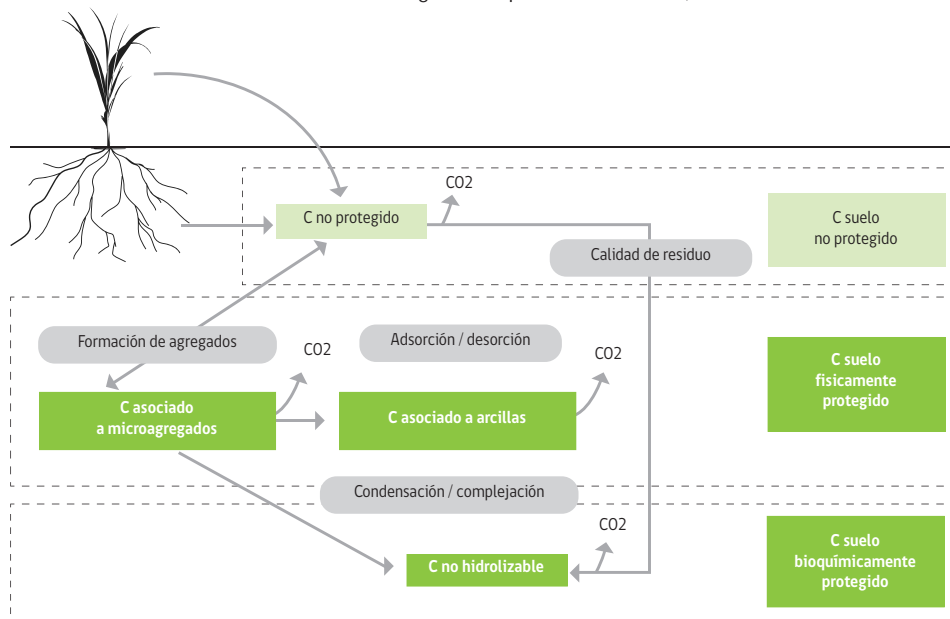 CO2
C no protegido
C suelo
no protegido
Calidad de residuo
Formación de agregados
CO2
Adsorción / desorción
CO2
C suelo
fisicamente
protegido
C asociado
a microagregados
C asociado a arcillas
Condensación / complejación
CO2
C no hidrolizable
C suelo
bioquímicamente
protegido